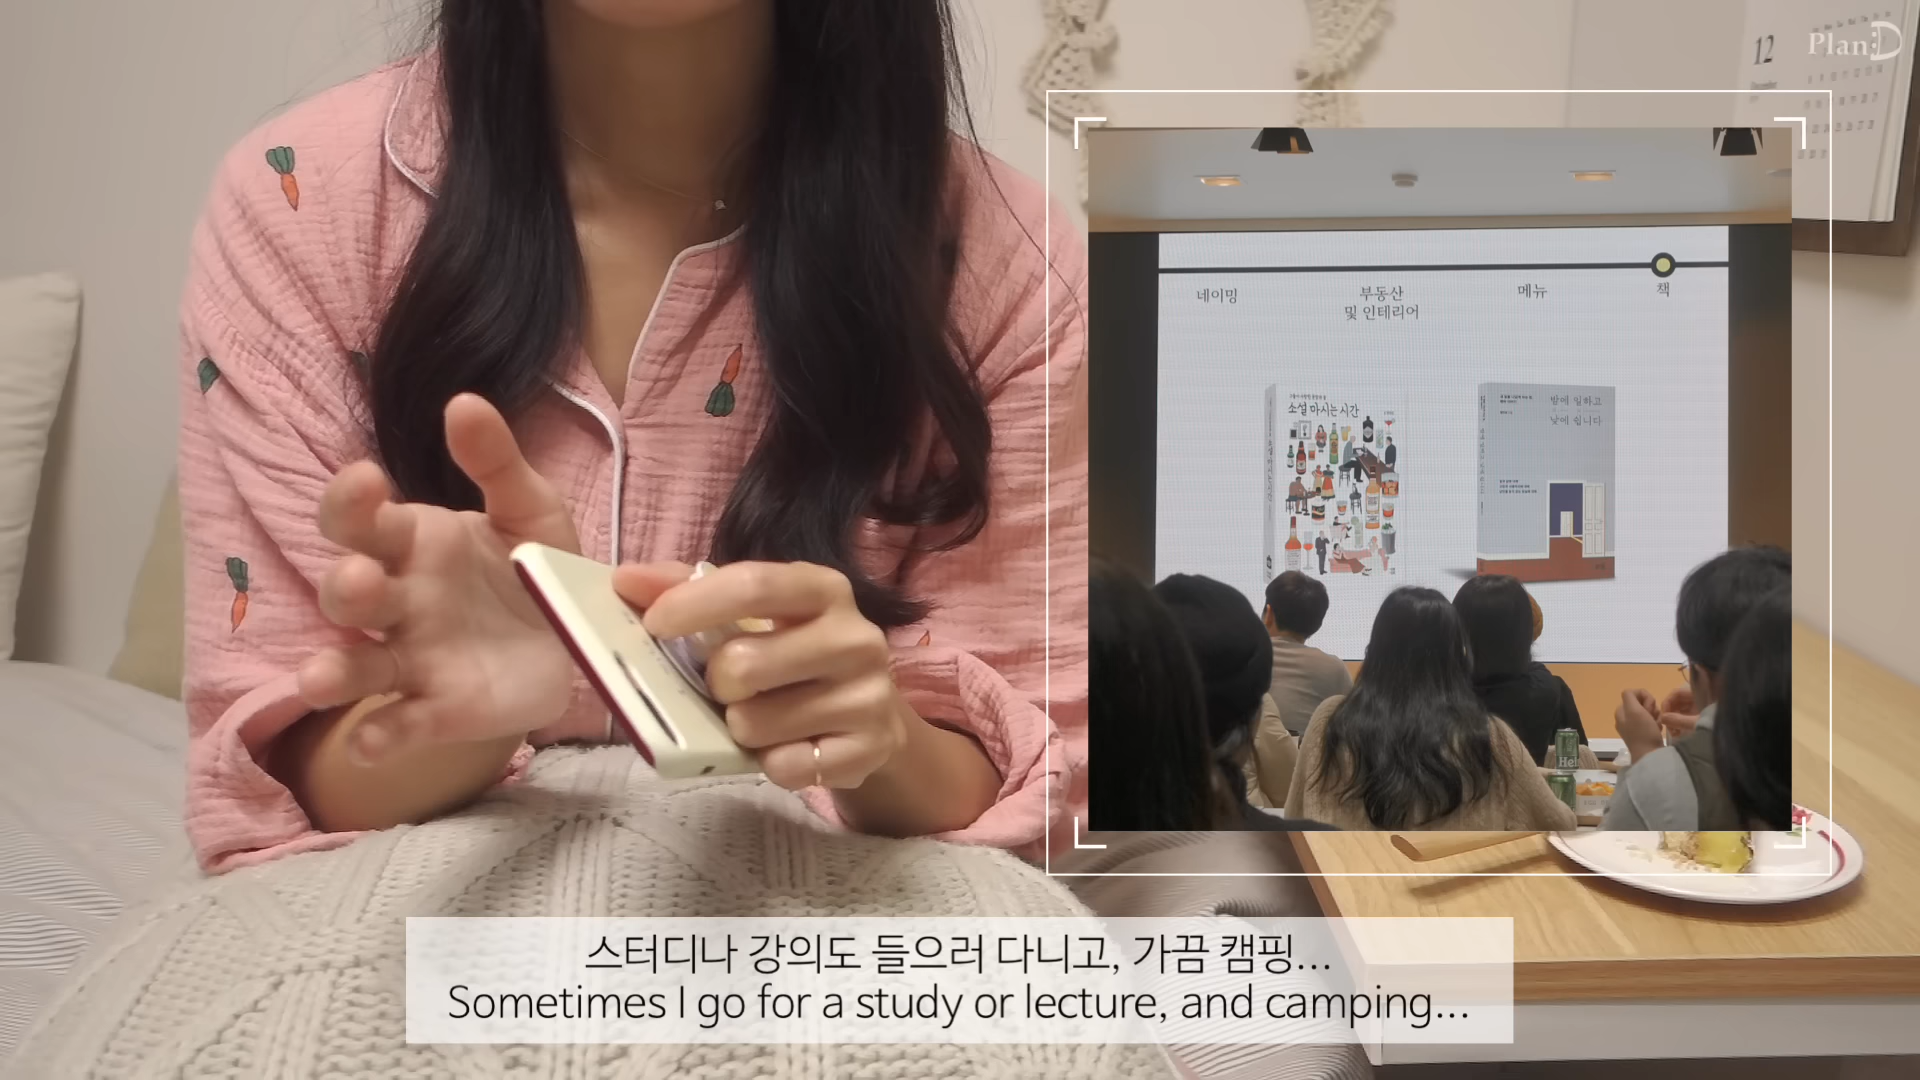 12
Plan:D
네이밍
부동산
및 인테리어
메뉴
책
소설 마시는 시간
밤에 일하고
낮에 쉽니다
Hei
스터디나 강의도 들으러 다니고, 가끔 캠핑...
Sometimes I go for a study or lecture, and camping...